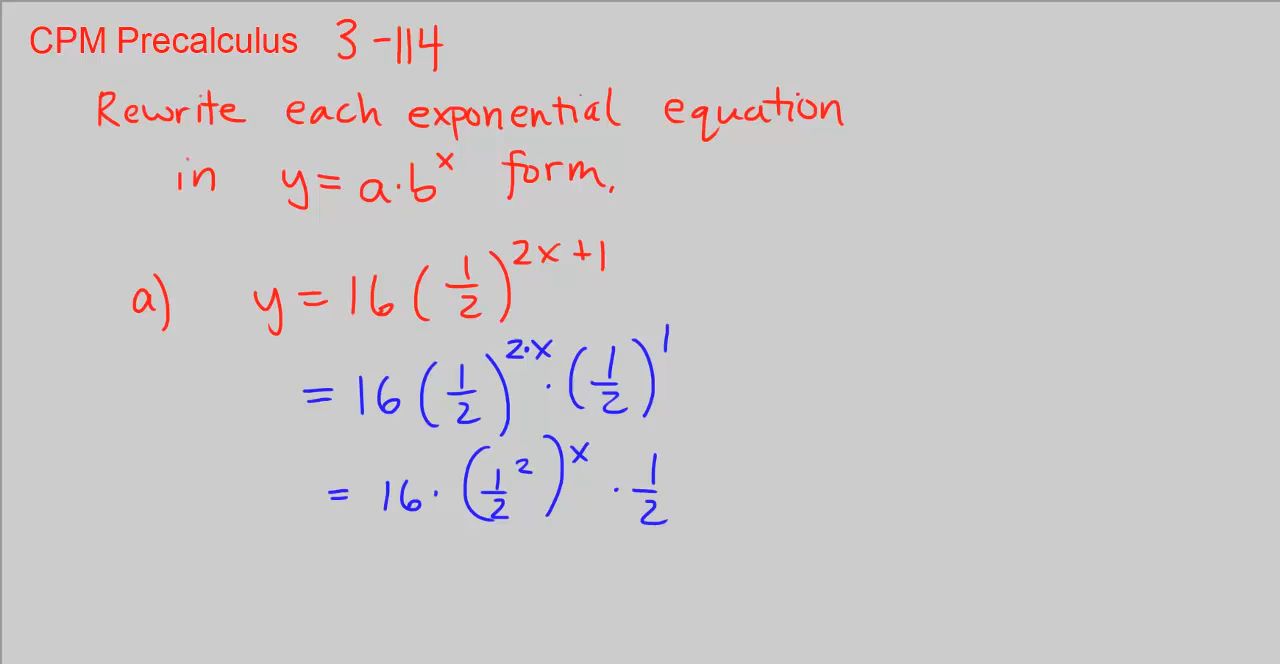 CPM Precalculus 3-114
Rewrite each exponential equation
in y = a · b^x form.
a) y = 16 (1/2)^(2x+1)
= 16 (1/2)^(2·x) · (1/2)^1
= 16 · (1/2^2)^x · 1/2